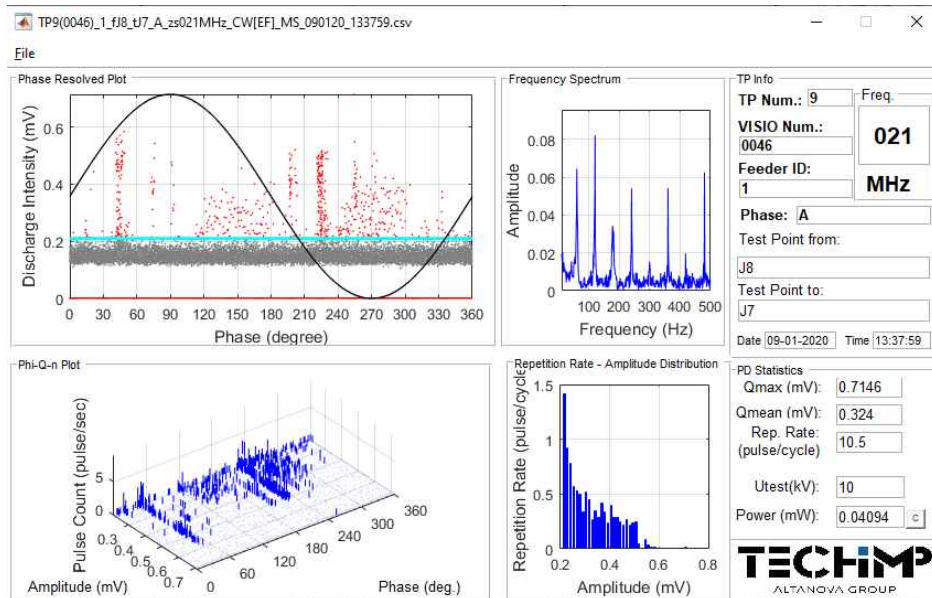 TP9(0046)_1_fJ8_tJ7_A_zs021MHz_CW[EF]_MS_090120_133759.csv
File
Phase Resolved Plot
Discharge Intensity (mV)
0.6
0.4
0.2
0
0 30 60 90 120 150 180 210 240 270 300 330 360
Phase (degree)
Frequency Spectrum
Amplitude
0.08
0.06
0.04
0.02
0
100 200 300 400 500
Frequency (Hz)
TP Info
TP Num.: 9
VISIO Num.:
0046
Feeder ID:
1
Freq.
021
MHz
Phase: A
Test Point from:
J8
Test Point to:
J7
Date 09-01-2020 Time 13:37:59
Phi-Q-n Plot
Pulse Count (pulse/sec)
5
0
0.3
0.4
0.5
0.6
0.7
Amplitude (mV)
0
60
120
180
240
300
360
Phase (deg.)
Repetition Rate - Amplitude Distribution
Repetition Rate (pulse/cycle)
1.5
1
0.5
0
0.2 0.4 0.6 0.8
Amplitude (mV)
PD Statistics
Qmax (mV): 0.7146
Qmean (mV): 0.324
Rep. Rate:
(pulse/cycle) 10.5
Utest(kV): 10
Power (mW): 0.04094 c
TECHIMP
ALTANOVA GROUP